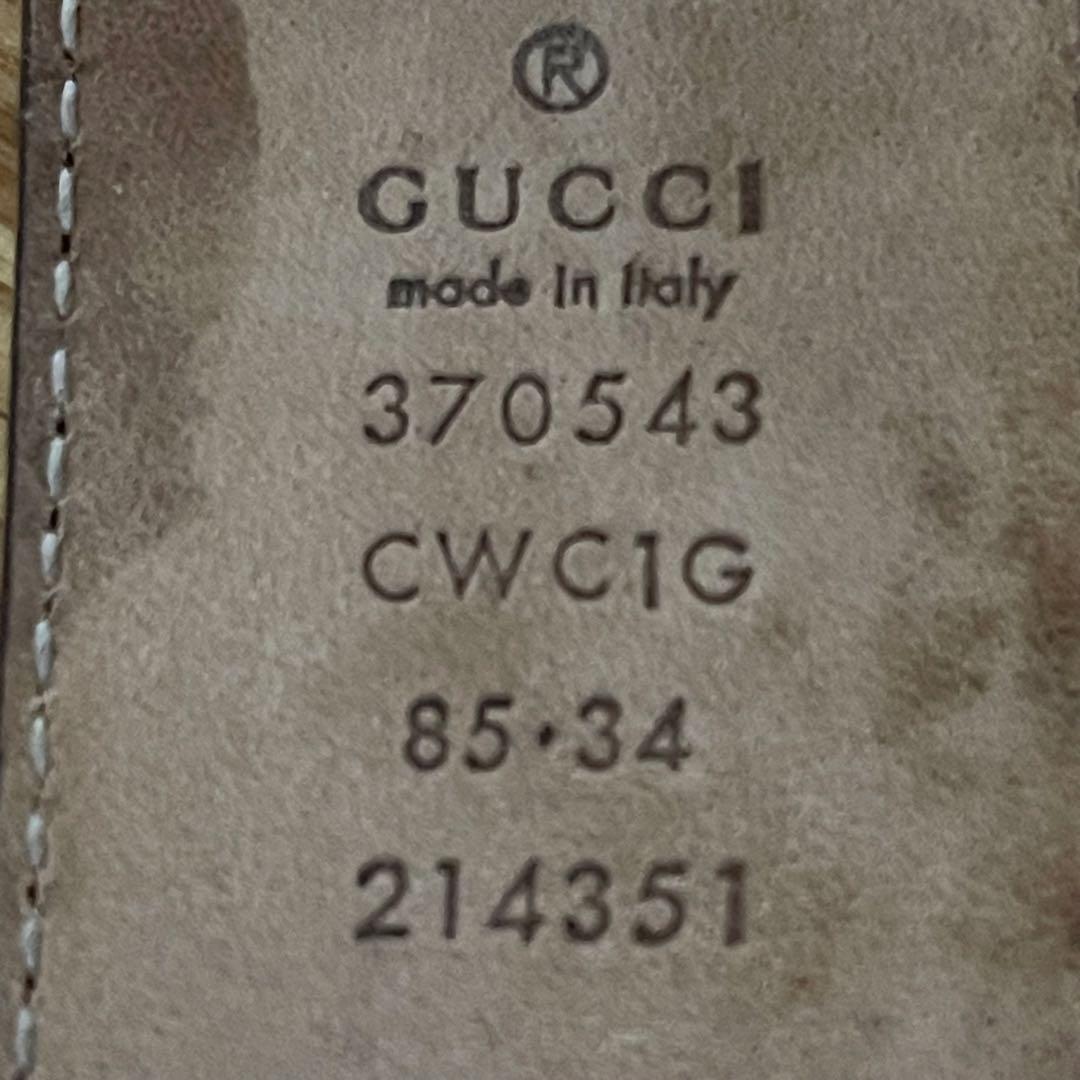 ®
GUCCI
made in Italy
370543
CWC1G
85·34
214351